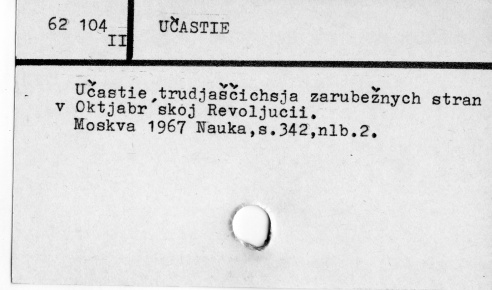 62 104 UČASTIE
II
Učastie trudjaščichsja zarubežnych stran
v Oktjabr´skoj Revoljucii.
Moskva 1967 Nauka,s.342,nlb.2.